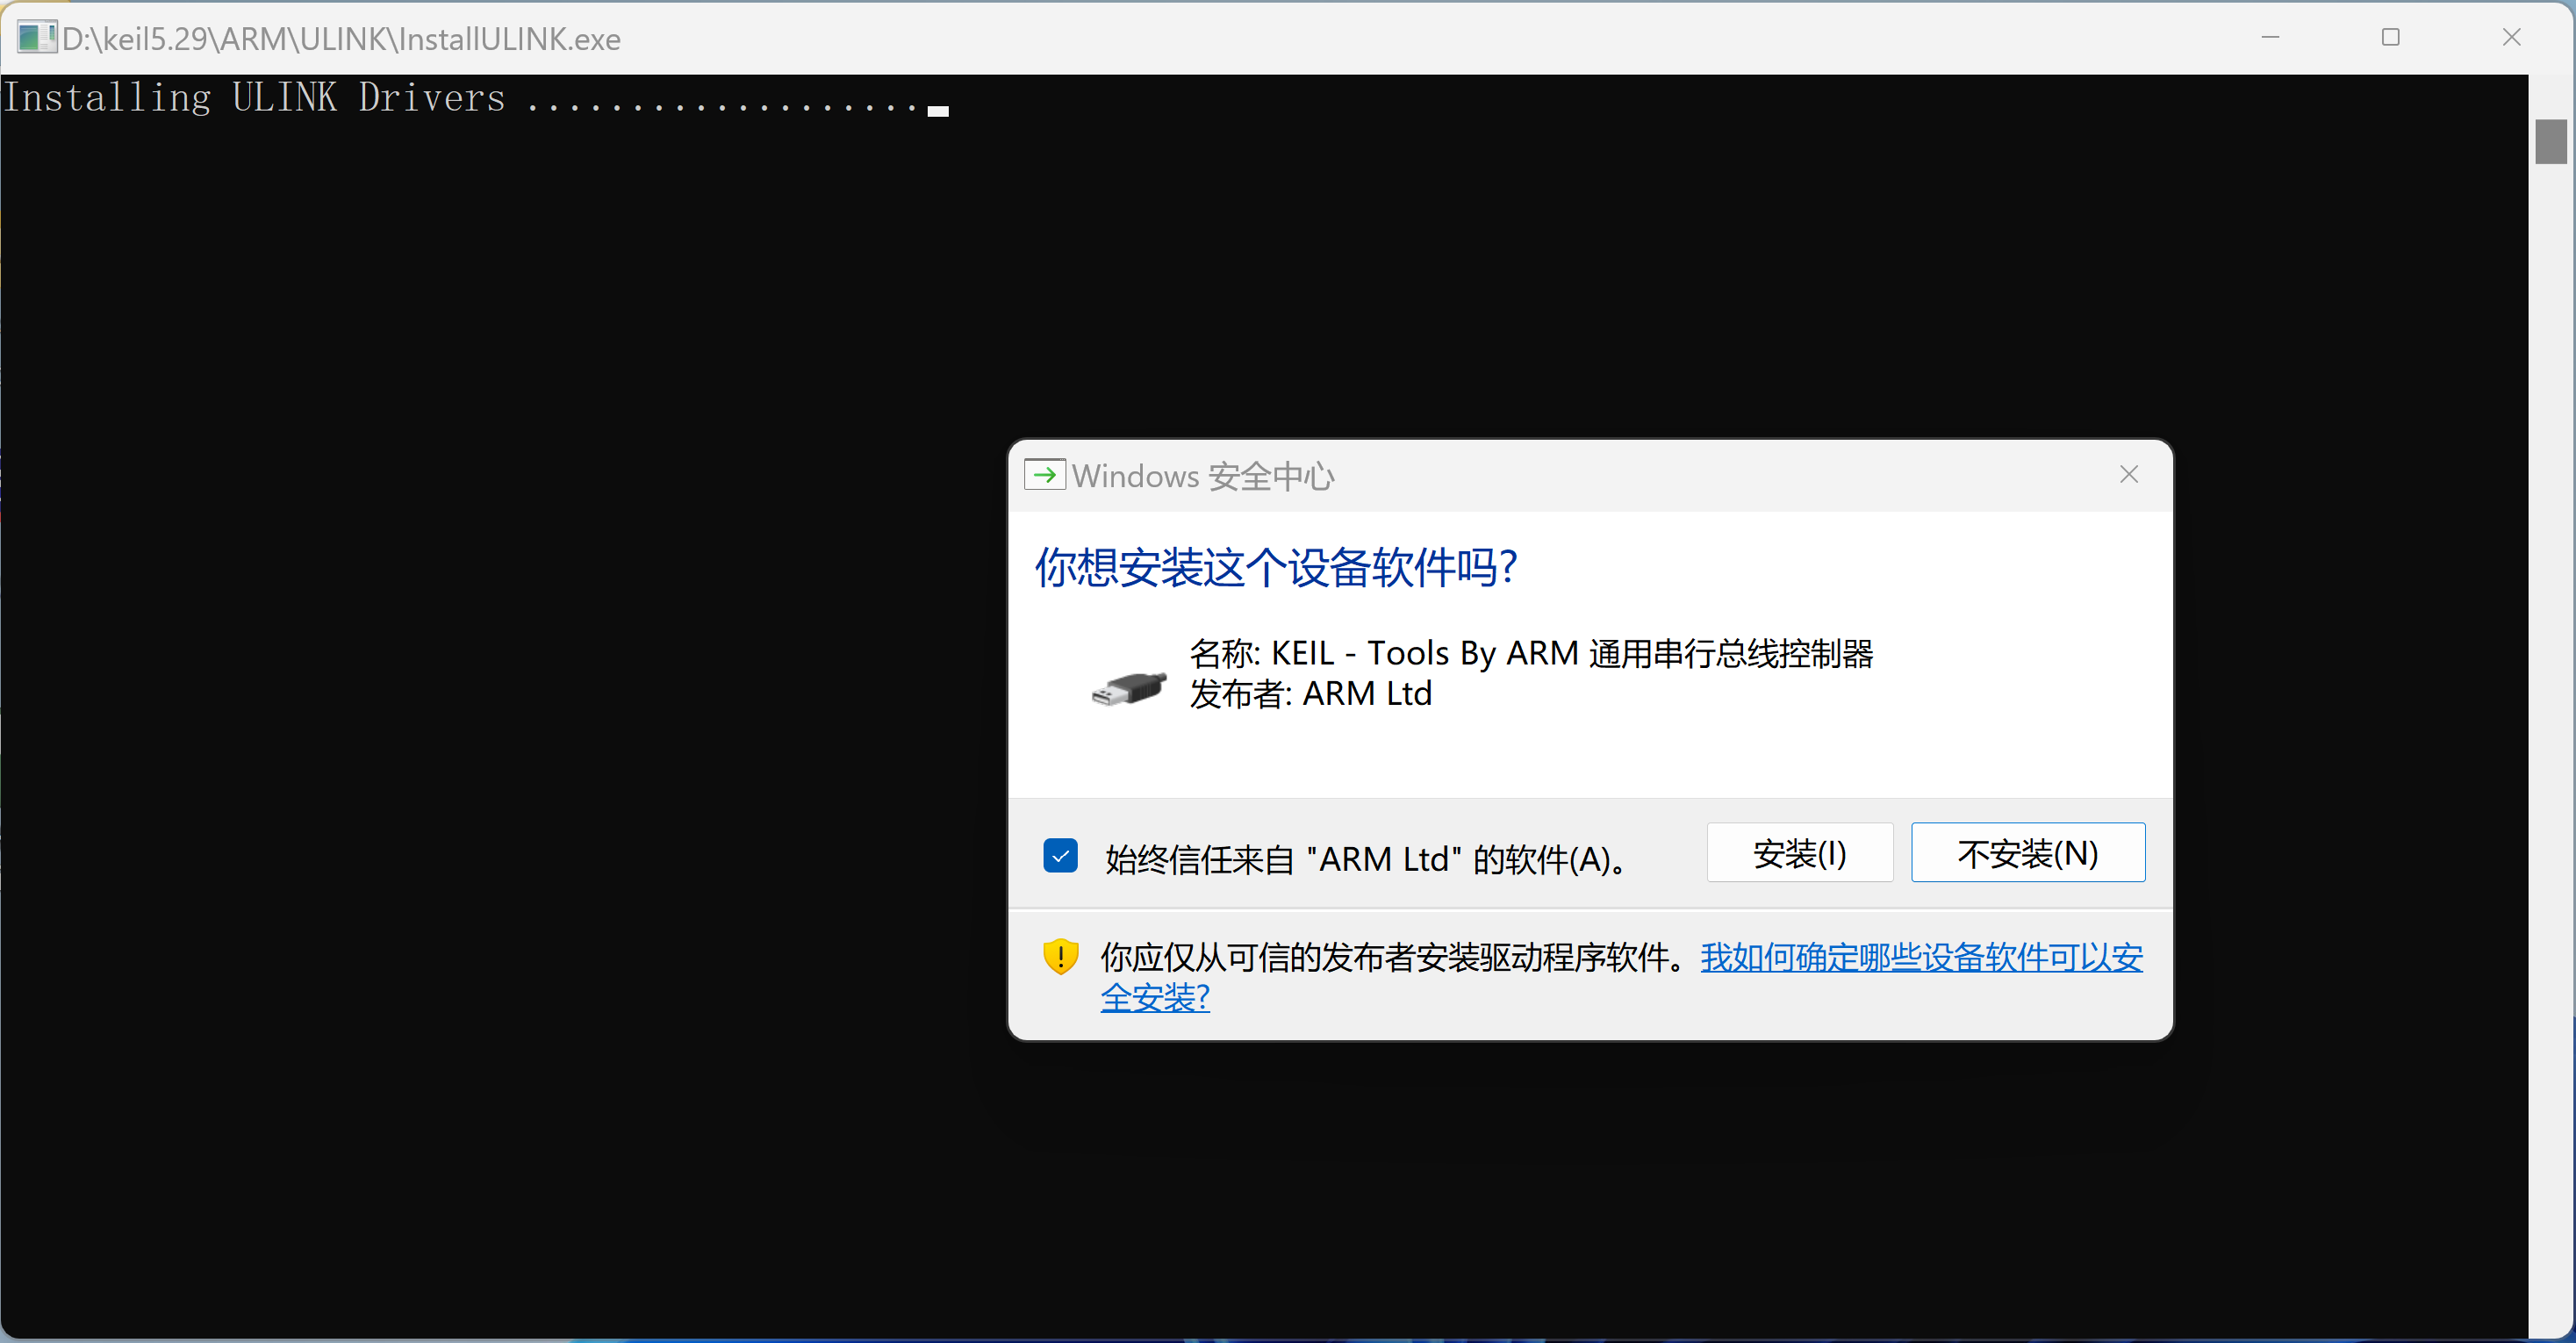 D:\keil5.29\ARM\ULINK\InstallULINK.exe
Installing ULINK Drivers ...................
Windows 安全中心
你想安装这个设备软件吗?
名称: KEIL - Tools By ARM 通用串行总线控制器
发布者: ARM Ltd
始终信任来自 "ARM Ltd" 的软件(A)。
安装(I)
不安装(N)
你应仅从可信的发布者安装驱动程序软件。我如何确定哪些设备软件可以安
全安装?